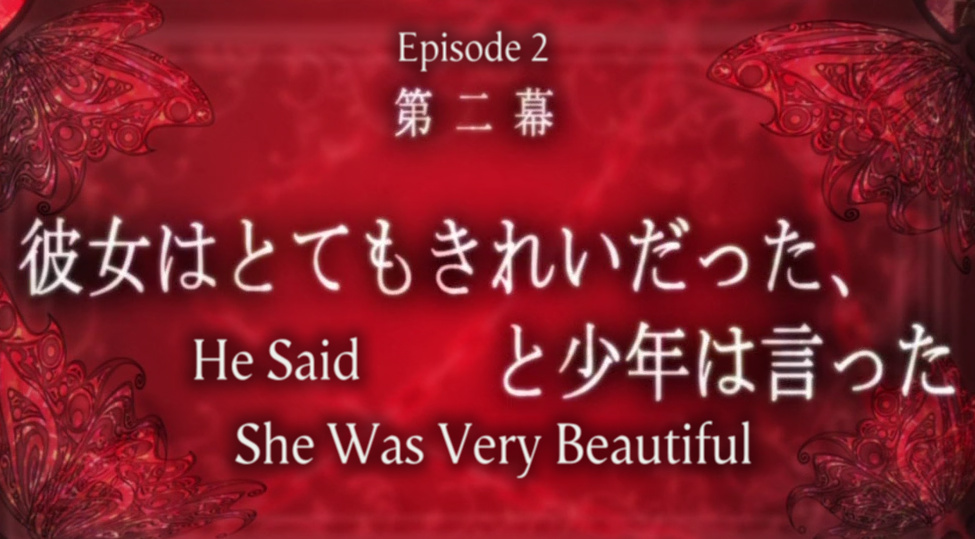 Episode 2
第二幕
彼女はとてもきれいだった、
と少年は言った
He Said
She Was Very Beautiful